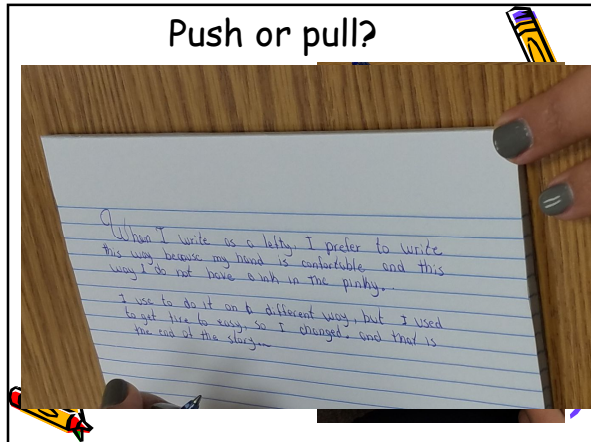 Push or pull?
When I write as a lefty, I prefer to write
this way because my hand is confortable and this
way I do not have a ink in the pinky...
I use to do it on a different way, but I used
to get tire to easy, so I changed, and that is
the end of the story...